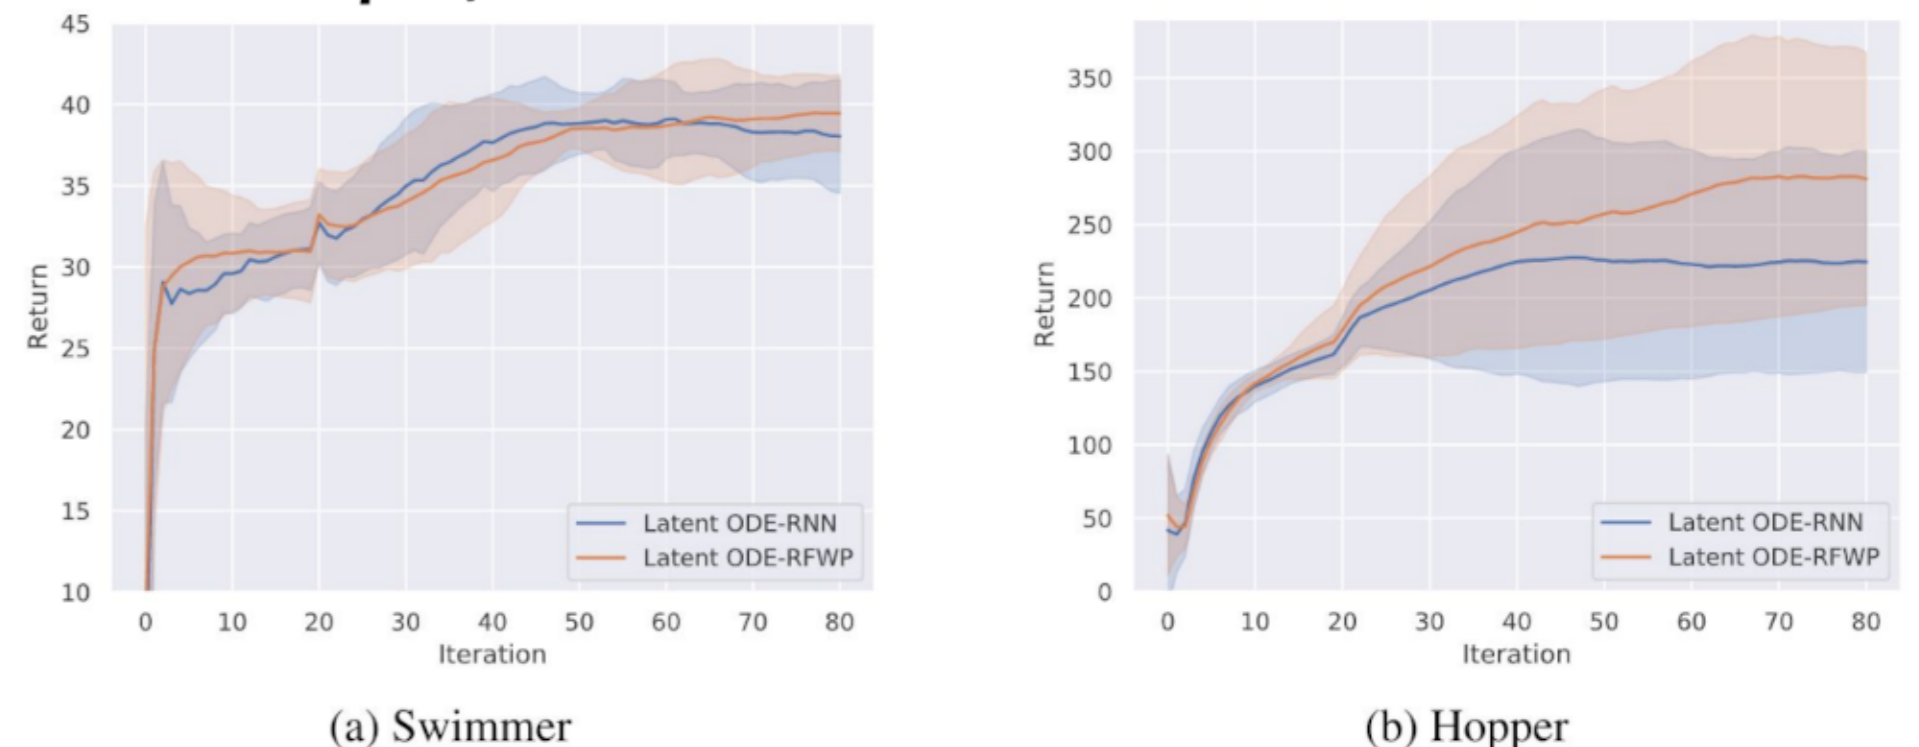 45
40
35
30
25
20
15
10
Return
0 10 20 30 40 50 60 70 80
Iteration
Latent ODE-RNN
Latent ODE-RFWP
(a) Swimmer
350
300
250
200
150
100
50
0
Return
0 10 20 30 40 50 60 70 80
Iteration
Latent ODE-RNN
Latent ODE-RFWP
(b) Hopper